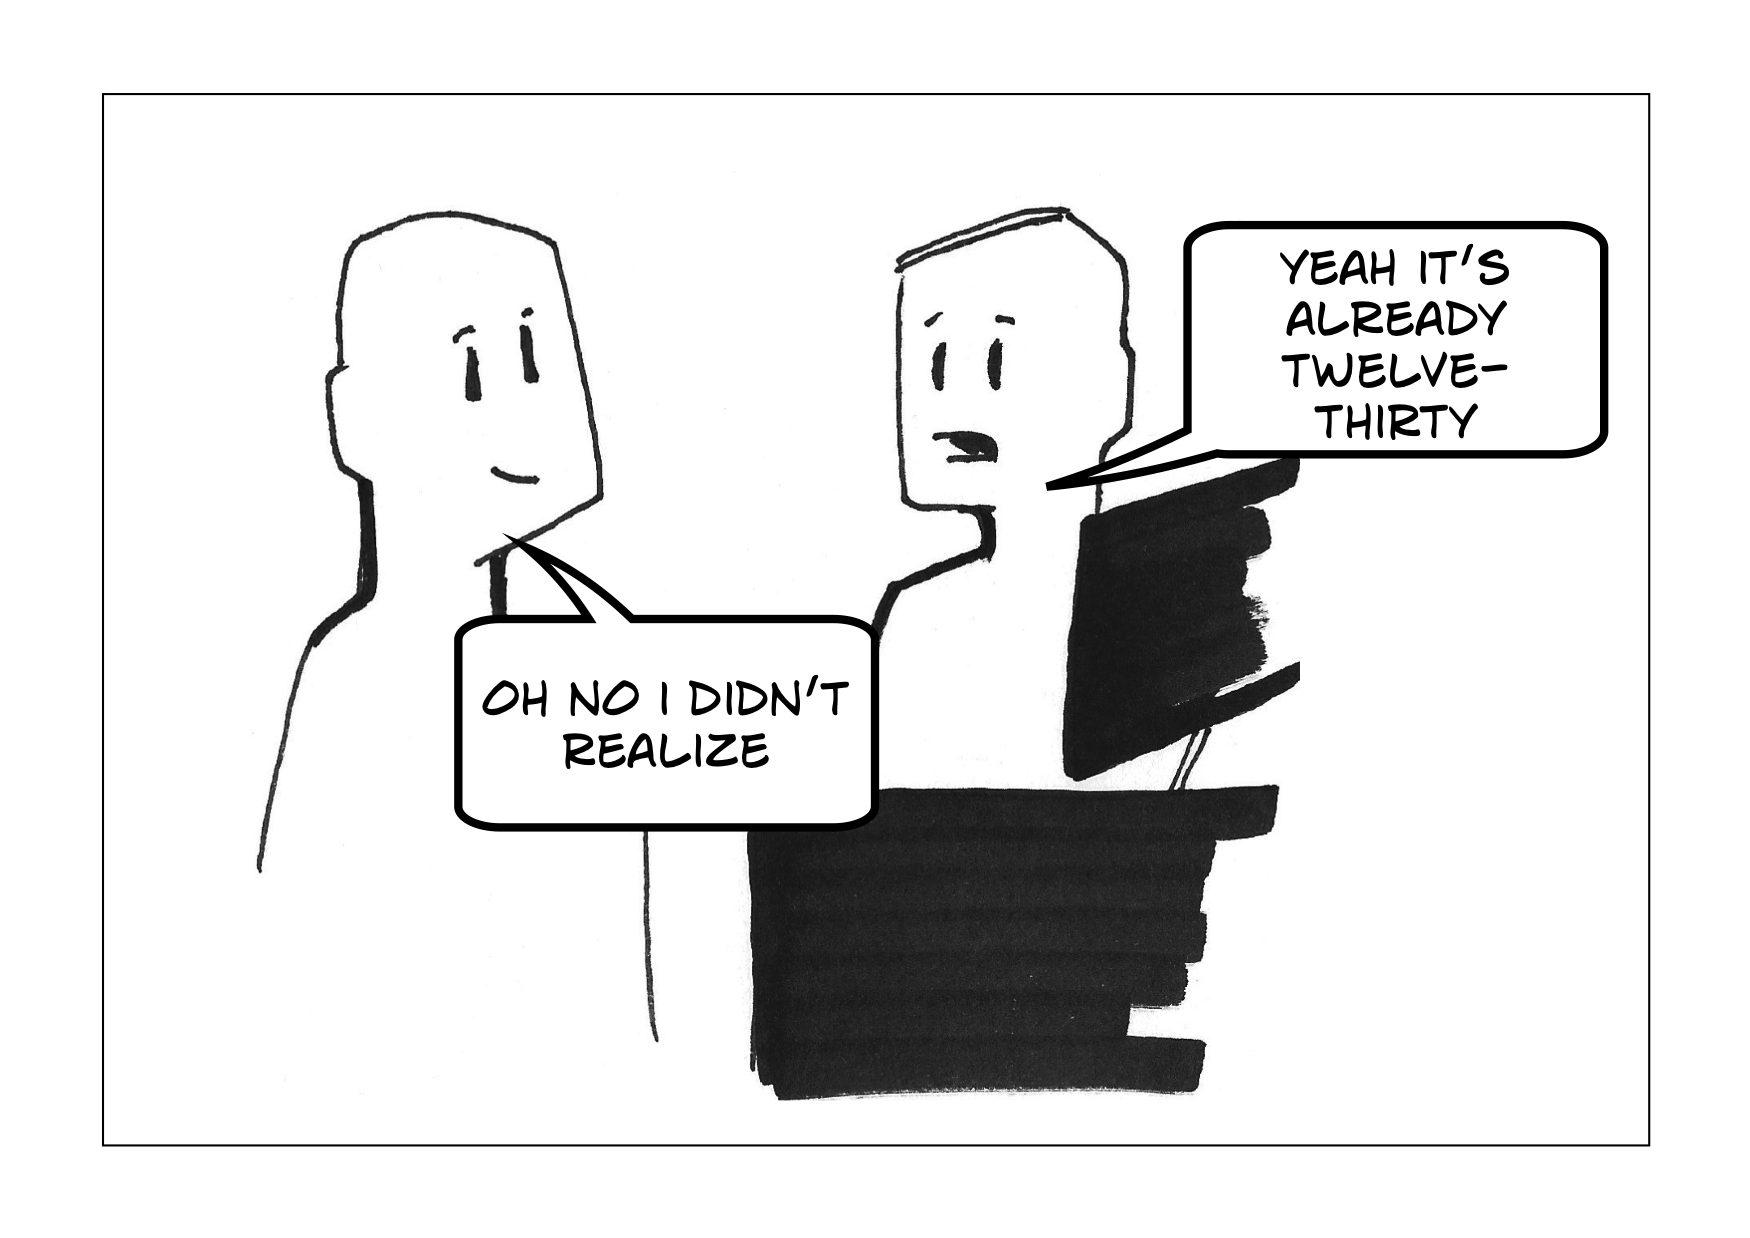 YEAH IT'S
ALREADY
TWELVE-
THIRTY
OH NO I DIDN'T
REALIZE